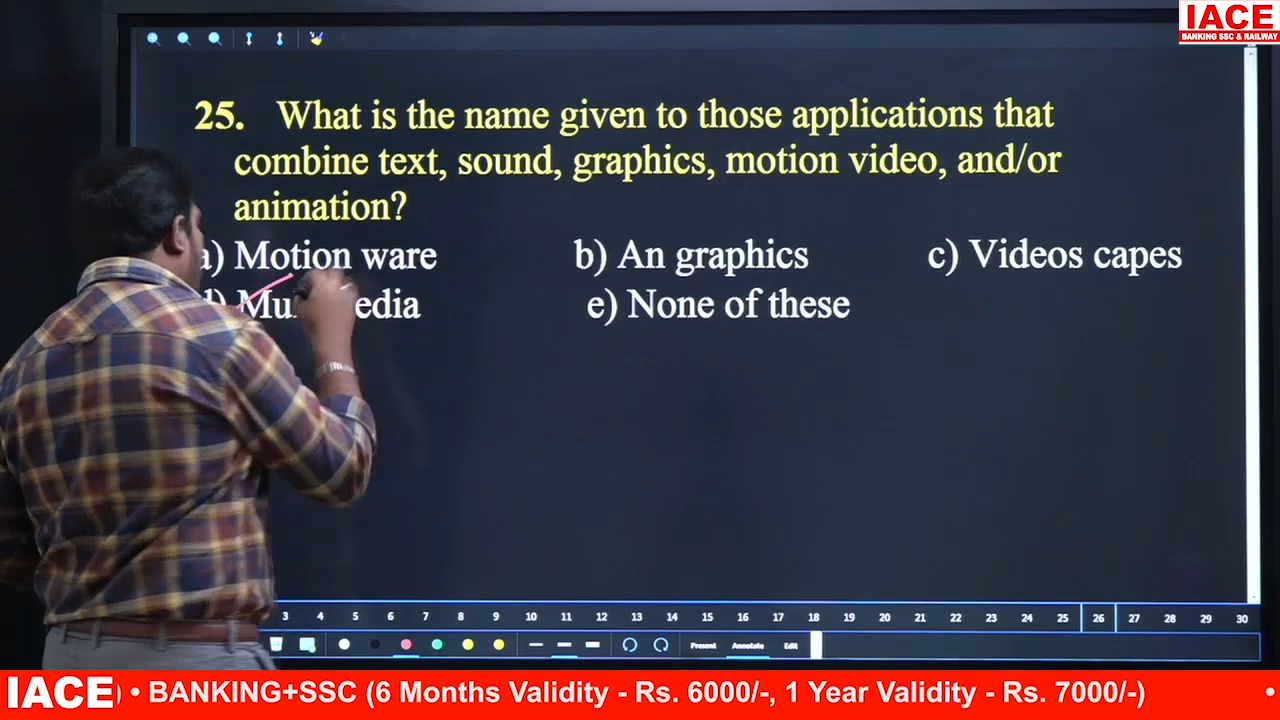 IACE
BANKING SSC & RAILWAY
25. What is the name given to those applications that
combine text, sound, graphics, motion video, and/or
animation?
a) Motion ware b) An graphics c) Videos capes
d) edia e) None of these
3 4 5 6 7 8 9 10 11 12 13 14 15 16 17 18 19 20 21 22 23 24 25 26 27 28 29 30
Present Annotate Edit
IACE ) • BANKING+SSC (6 Months Validity - Rs. 6000/-, 1 Year Validity - Rs. 7000/-) •